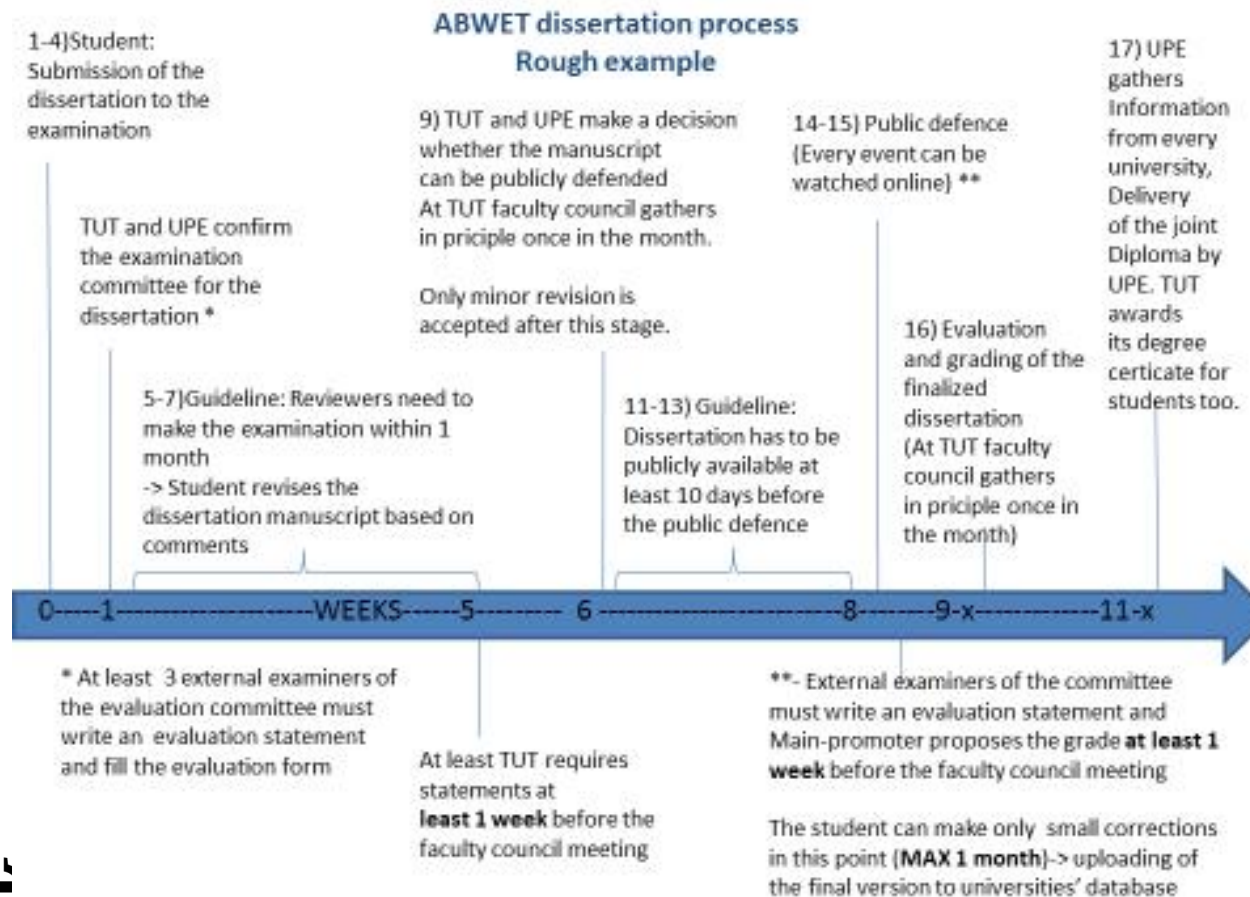 ABWET dissertation process
Rough example
1-4)Student:
Submission of the
dissertation to the
examination
TUT and UPE confirm
the examination
committee for the
dissertation *
5-7)Guideline: Reviewers need to
make the examination within 1
month
-> Student revises the
dissertation manuscript based on
comments
9) TUT and UPE make a decision
whether the manuscript
can be publicly defended
At TUT faculty council gathers
in priciple once in the month.
Only minor revision is
accepted after this stage.
11-13) Guideline:
Dissertation has to be
publicly available at
least 10 days before
the public defence
14-15) Public defence
(Every event can be
watched online) **
16) Evaluation
and grading of the
finalized
dissertation
(At TUT faculty
council gathers
in priciple once in
the month)
17) UPE
gathers
Information
from every
university,
Delivery
of the joint
Diploma by
UPE. TUT
awards
its degree
certicate for
students too.
0-----1--------------------WEEKS------5--------- 6 -------------------------8---------9-x-------------11-x
* At least 3 external examiners of
the evaluation committee must
write an evaluation statement
and fill the evaluation form
At least TUT requires
statements at
least 1 week before the
faculty council meeting
**- External examiners of the committee
must write an evaluation statement and
Main-promoter proposes the grade at least 1
week before the faculty council meeting
The student can make only small corrections
in this point (MAX 1 month)-> uploading of
the final version to universities' database